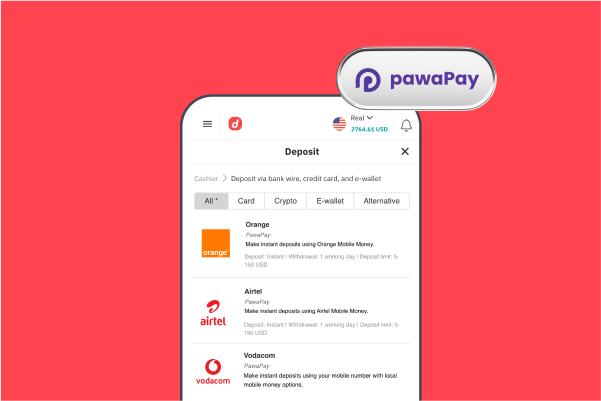 pawaPay
Real
2764.61 USD
Deposit
Cashier > Deposit via bank wire, credit card, and e-wallet
All * Card Crypto E-wallet Alternative
Orange
PawaPay
Make instant deposits using Orange Mobile Money.
Deposit: Instant | Withdrawal: 1 working day | Deposit limit: 5-
150 USD
orange
Airtel
PawaPay
Make instant deposits using Airtel Mobile Money.
Deposit: Instant | Withdrawal: 1 working day | Deposit limit: 5-
150 USD
airtel
Vodacom
PawaPay
Make instant deposits using your mobile number with local
mobile money options.
vodacom